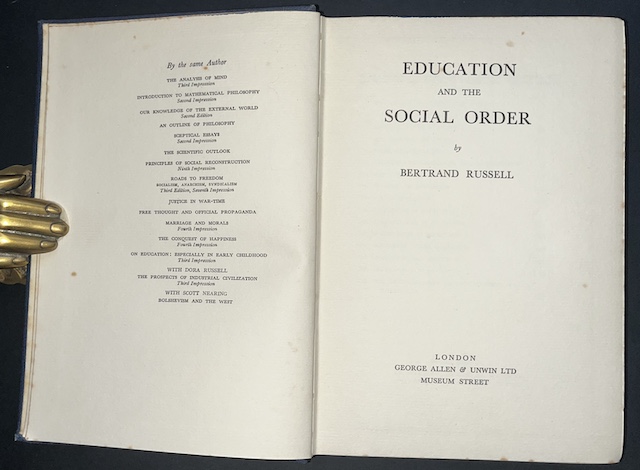 By the same Author
THE ANALYSIS OF MIND
Third Impression
INTRODUCTION TO MATHEMATICAL PHILOSOPHY
Second Impression
OUR KNOWLEDGE OF THE EXTERNAL WORLD
Second Edition
AN OUTLINE OF PHILOSOPHY
SCEPTICAL ESSAYS
Second Impression
THE SCIENTIFIC OUTLOOK
PRINCIPLES OF SOCIAL RECONSTRUCTION
Ninth Impression
ROADS TO FREEDOM
SOCIALISM, ANARCHISM, SYNDICALISM
Third Edition, Seventh Impression
JUSTICE IN WAR-TIME
FREE THOUGHT AND OFFICIAL PROPAGANDA
MARRIAGE AND MORALS
Fourth Impression
THE CONQUEST OF HAPPINESS
Fourth Impression
ON EDUCATION: ESPECIALLY IN EARLY CHILDHOOD
Third Impression
WITH DORA RUSSELL
THE PROSPECTS OF INDUSTRIAL CIVILIZATION
Third Impression
WITH SCOTT NEARING
BOLSHEVISM AND THE WEST
EDUCATION
AND THE
SOCIAL ORDER
by
BERTRAND RUSSELL
LONDON
GEORGE ALLEN & UNWIN LTD
MUSEUM STREET